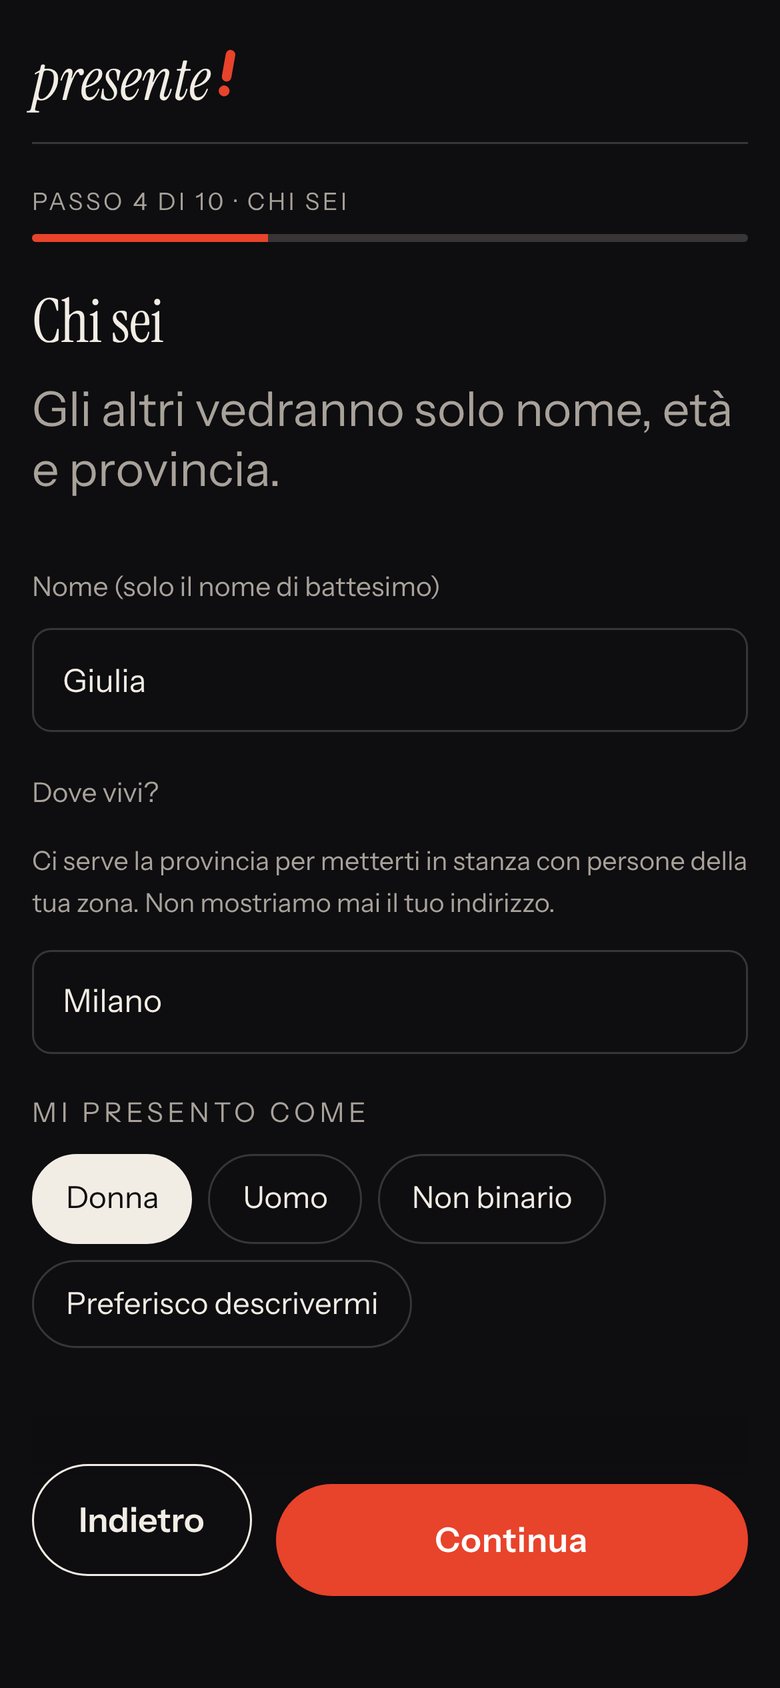 presente!
PASSO 4 DI 10 · CHI SEI
Chi sei
Gli altri vedranno solo nome, età
e provincia.
Nome (solo il nome di battesimo)
Giulia
Dove vivi?
Ci serve la provincia per metterti in stanza con persone della
tua zona. Non mostriamo mai il tuo indirizzo.
Milano
MI PRESENTO COME
Donna
Uomo
Non binario
Preferisco descrivermi
Indietro
Continua